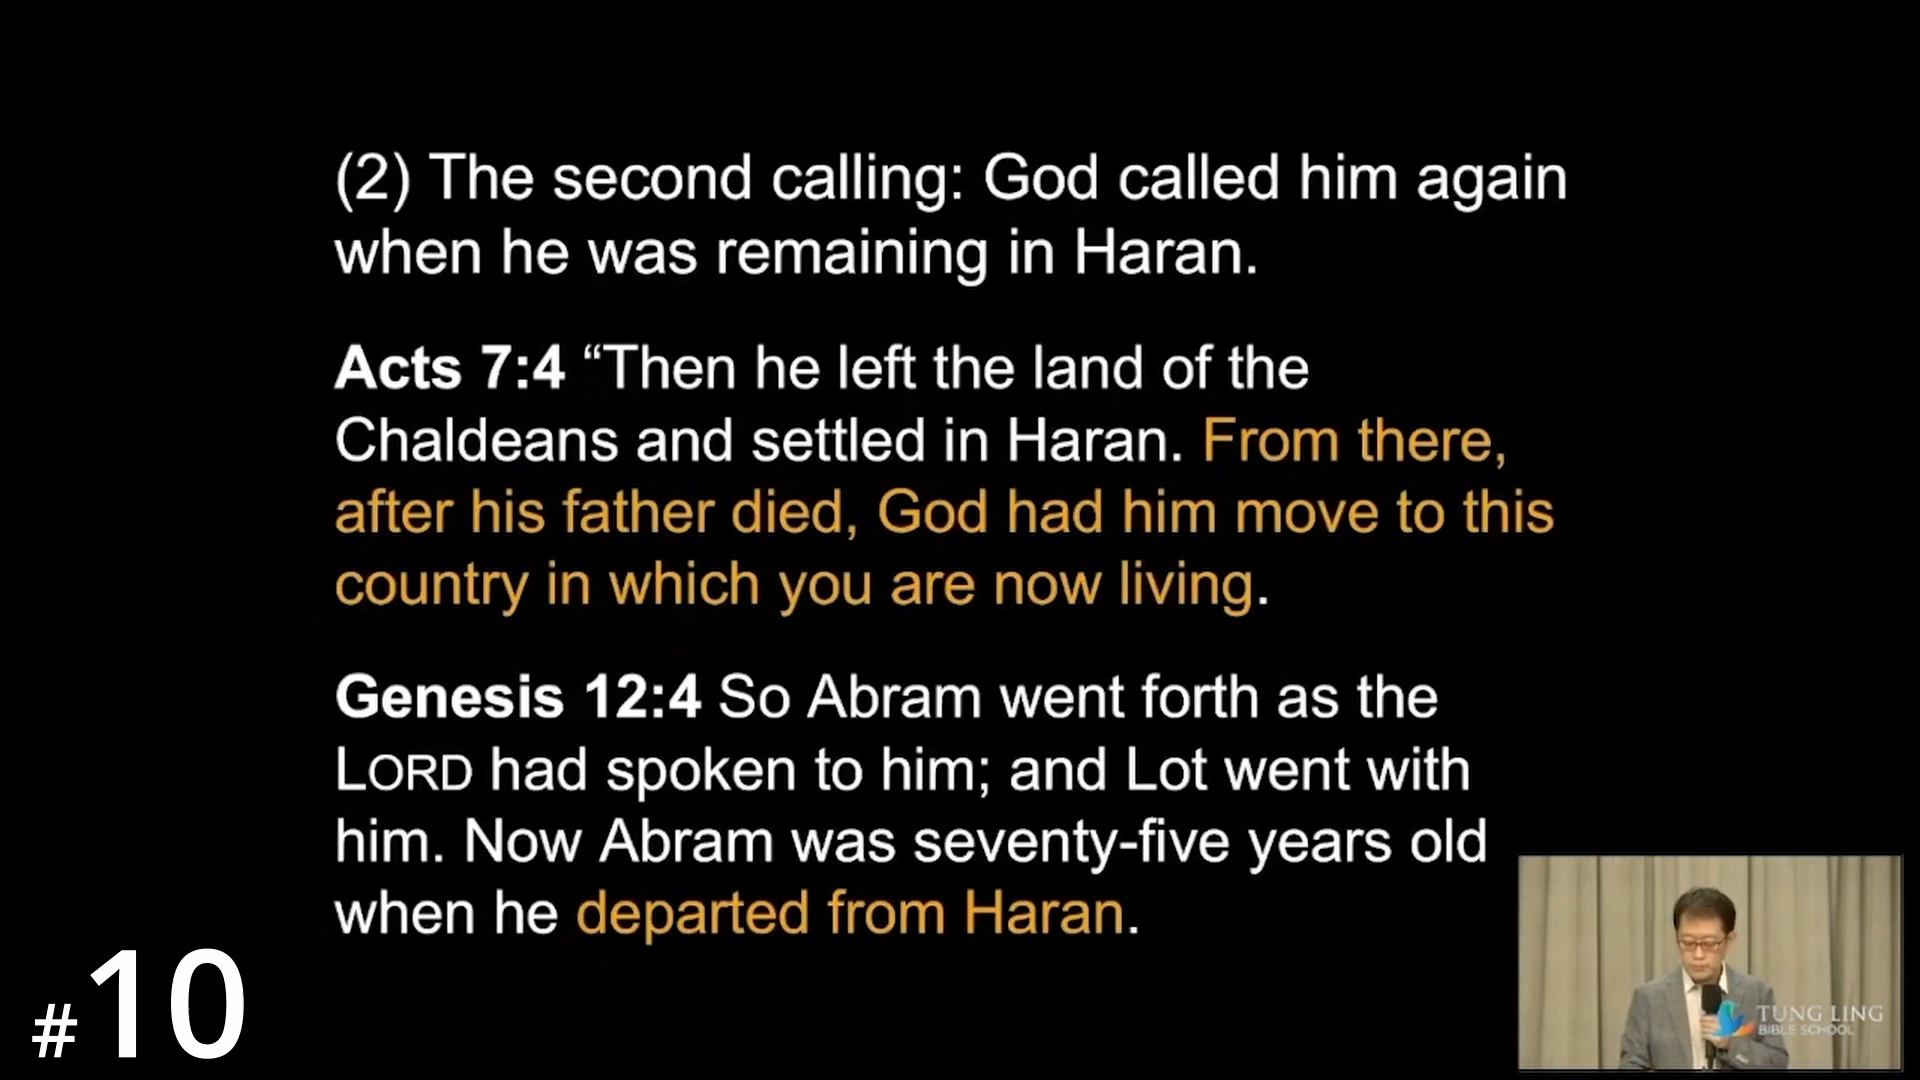 (2) The second calling: God called him again
when he was remaining in Haran.
Acts 7:4 “Then he left the land of the
Chaldeans and settled in Haran. From there,
after his father died, God had him move to this
country in which you are now living.
Genesis 12:4 So Abram went forth as the
LORD had spoken to him; and Lot went with
him. Now Abram was seventy-five years old
when he departed from Haran.
#10
TUNG LING
BIBLE SCHOOL